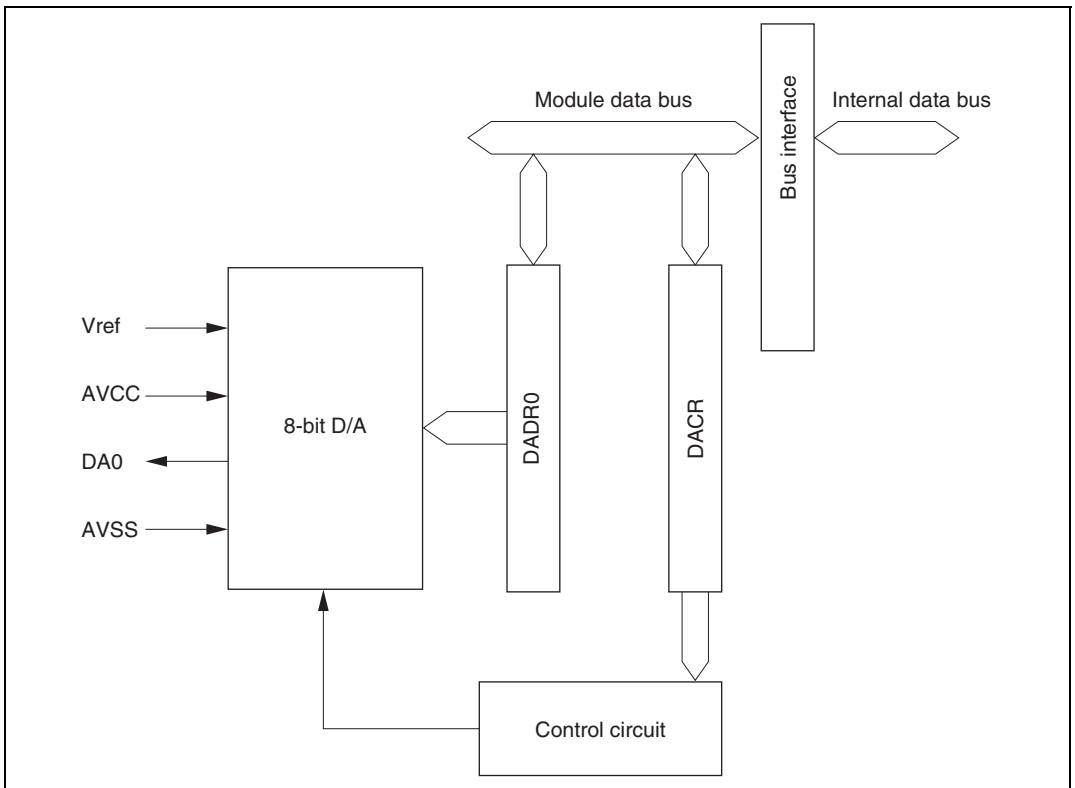 Module data bus
Internal data bus
Bus interface
Vref
AVCC
DA0
AVSS
8-bit D/A
DADR0
DACR
Control circuit